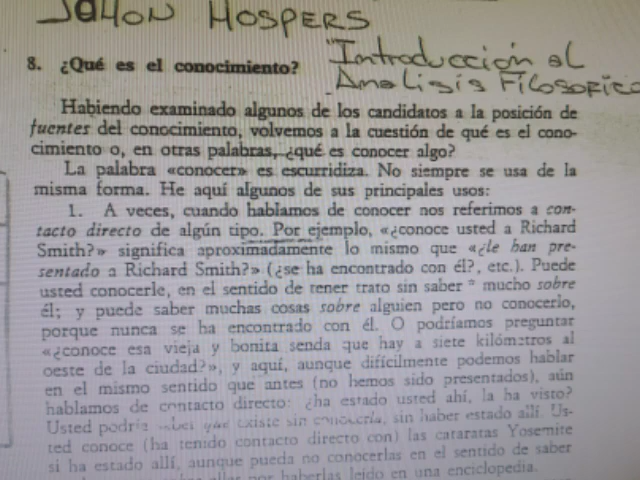 JOHON HOSPERS
8. ¿Qué es el conocimiento?
"Introducción al
Analisis Filosofico
Habiendo examinado algunos de los candidatos a la posición de
fuentes del conocimiento, volvemos a la cuestión de qué es el cono-
cimiento o, en otras palabras, ¿qué es conocer algo?
La palabra «conocer» es escurridiza. No siempre se usa de la
misma forma. He aquí algunos de sus principales usos:
1. A veces, cuando hablamos de conocer nos referimos a con-
tacto directo de algún tipo. Por ejemplo, «¿conoce usted a Richard
Smith?» significa aproximadamente lo mismo que «¿le han pre-
sentado a Richard Smith?» (¿se ha encontrado con él?, etc.). Puede
usted conocerle, en el sentido de tener trato sin saber * mucho sobre
él; y puede saber muchas cosas sobre alguien pero no conocerlo,
porque nunca se ha encontrado con él. O podríamos preguntar
«¿conoce esa vieja y bonita senda que hay a siete kilómetros al
oeste de la ciudad?», y aquí, aunque difícilmente podemos hablar
en el mismo sentido que antes (no hemos sido presentados), aún
hablamos de contacto directo: ¿ha estado usted ahí, la ha visto?
Usted podría saber que existe sin conocerla, sin haber estado allí. Us-
ted conoce (ha tenido contacto directo con) las cataratas Yosemite
si ha estado allí, aunque pueda no conocerlas en el sentido de saber
por haberlas leído en una enciclopedia.